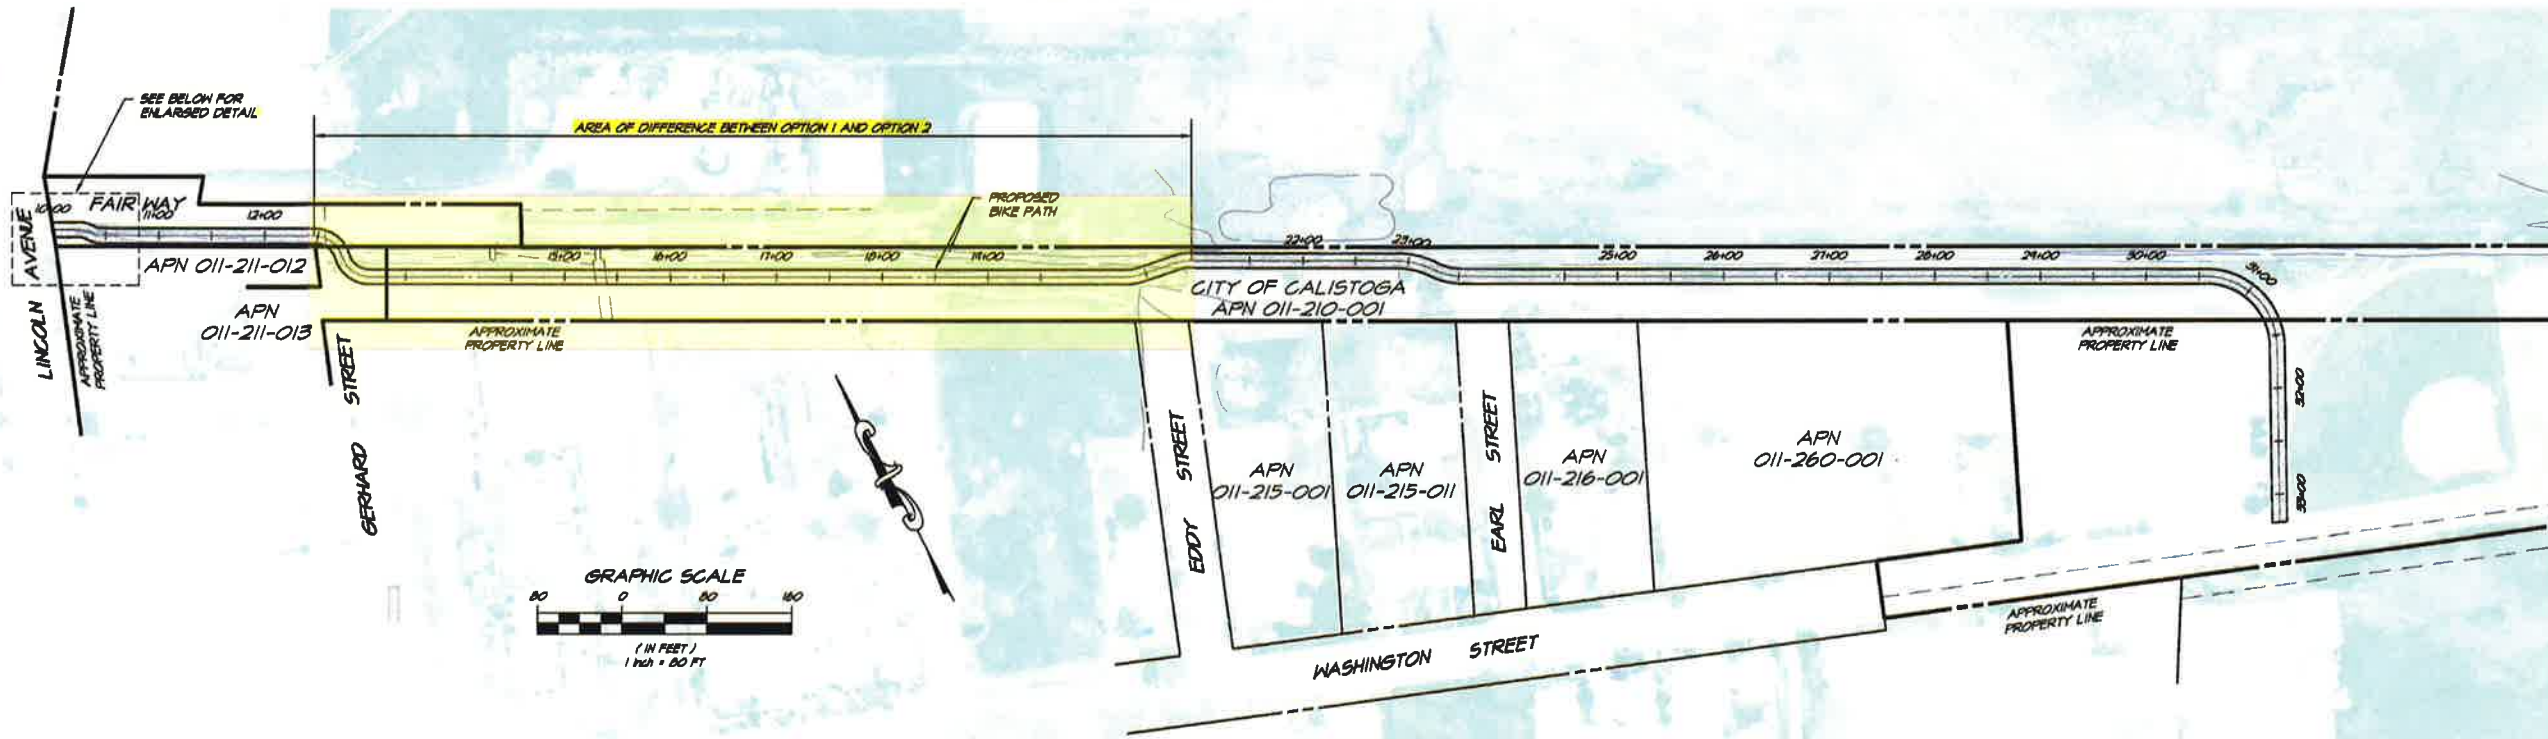 SEE BELOW FOR
ENLARGED DETAIL
AREA OF DIFFERENCE BETWEEN OPTION 1 AND OPTION 2
PROPOSED
BIKE PATH
10+00
FAIR WAY
11+00
12+00
LINCOLN AVENUE
APPROXIMATE
PROPERTY LINE
APN 011-211-012
APN
011-211-013
GERHARD STREET
15+00
16+00
17+00
18+00
19+00
22+00
23+00
25+00
26+00
27+00
28+00
29+00
30+00
31+00
32+00
33+00
CITY OF CALISTOGA
APN 011-210-001
APPROXIMATE
PROPERTY LINE
APPROXIMATE
PROPERTY LINE
EDDY STREET
APN
011-215-001
APN
011-215-011
EARL STREET
APN
011-216-001
APN
011-260-001
GRAPHIC SCALE
80 0 80 160
( IN FEET )
1 inch = 80 FT
WASHINGTON STREET
APPROXIMATE
PROPERTY LINE